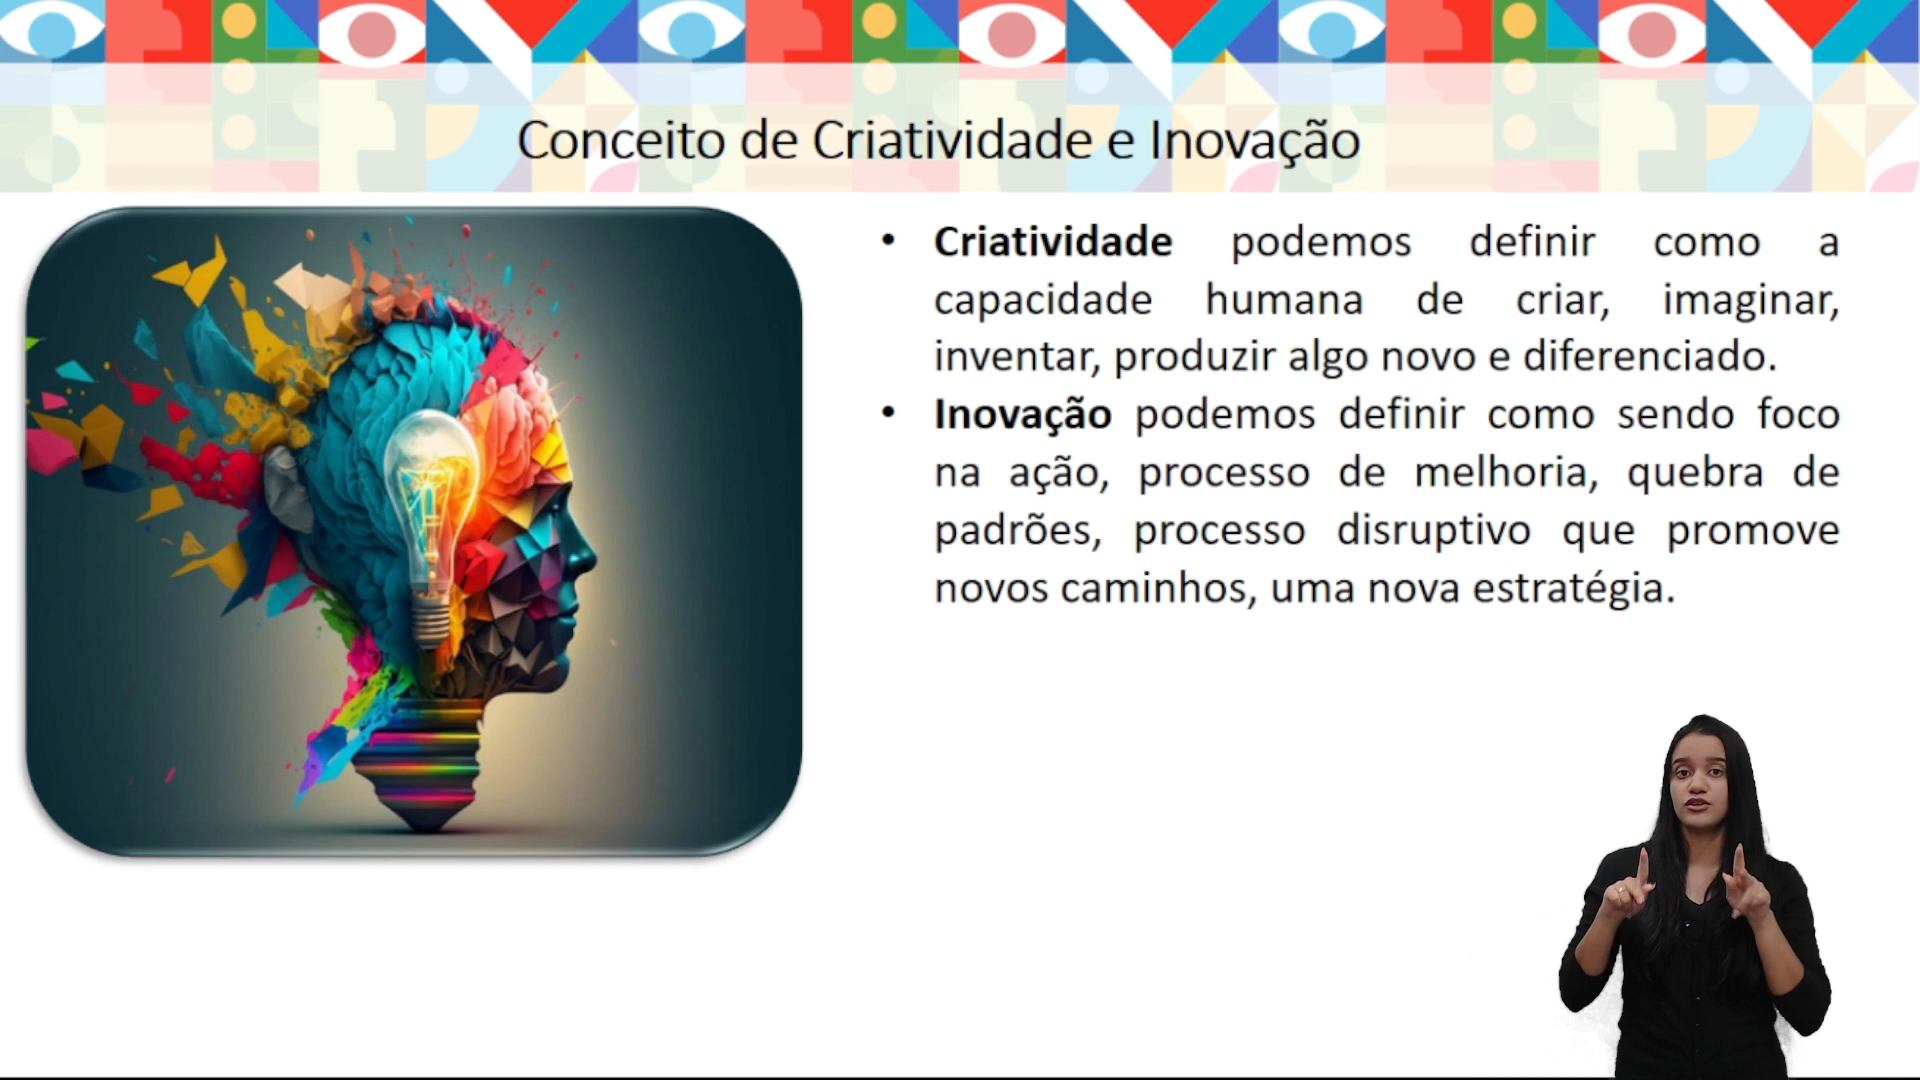 Conceito de Criatividade e Inovação
• Criatividade podemos definir como a
capacidade humana de criar, imaginar,
inventar, produzir algo novo e diferenciado.
• Inovação podemos definir como sendo foco
na ação, processo de melhoria, quebra de
padrões, processo disruptivo que promove
novos caminhos, uma nova estratégia.